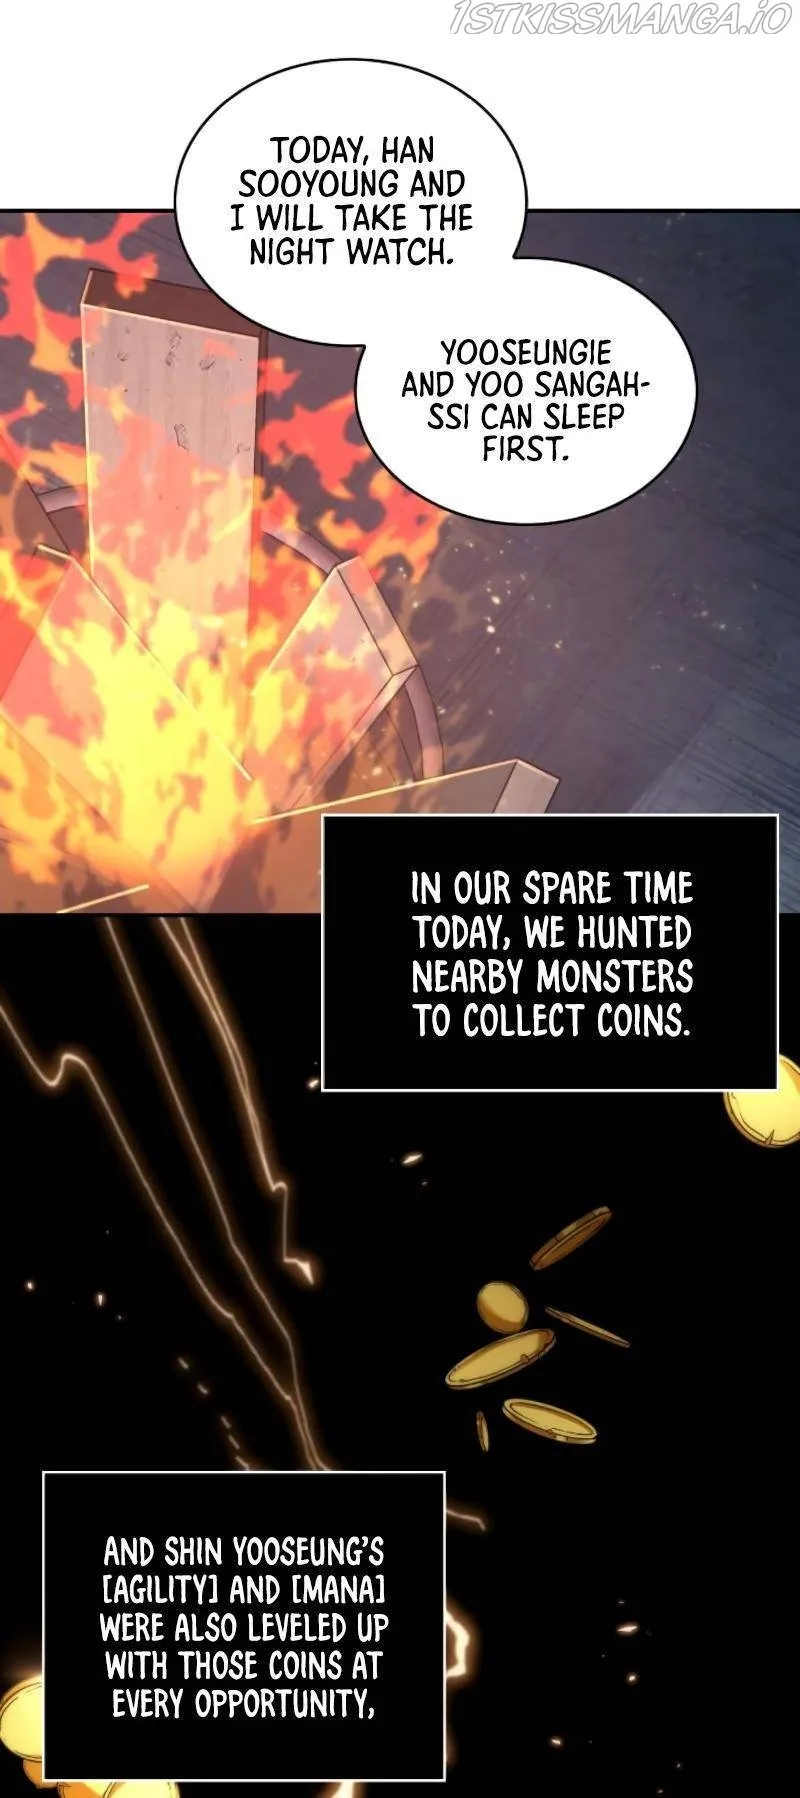 1STKISSMANGA.IO
TODAY, HAN
SOOYOUNG AND
I WILL TAKE THE
NIGHT WATCH.
YOOSEUNGIE
AND YOO SANGAH-
SSI CAN SLEEP
FIRST.
IN OUR SPARE TIME
TODAY, WE HUNTED
NEARBY MONSTERS
TO COLLECT COINS.
AND SHIN YOOSEUNG'S
[AGILITY] AND [MANA]
WERE ALSO LEVELED UP
WITH THOSE COINS AT
EVERY OPPORTUNITY,